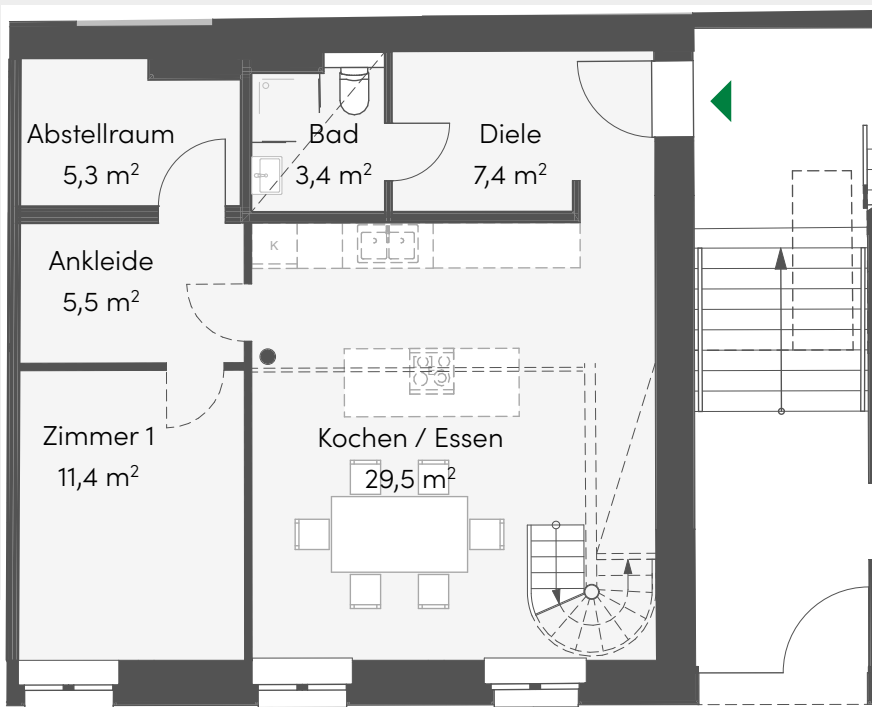 Abstellraum
5,3 m²
Bad
3,4 m²
Diele
7,4 m²
Ankleide
5,5 m²
K
Zimmer 1
11,4 m²
Kochen / Essen
29,5 m²